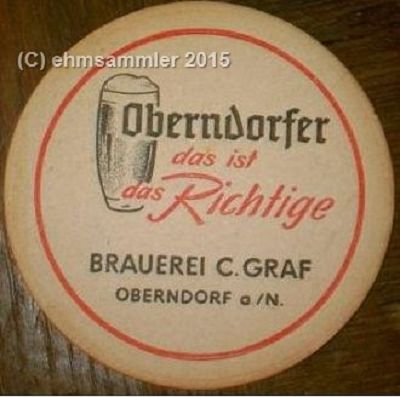 (C) ehmsammler 2015
Oberndorfer
das ist
das Richtige
BRAUEREI C. GRAF
OBERNDORF a/N.